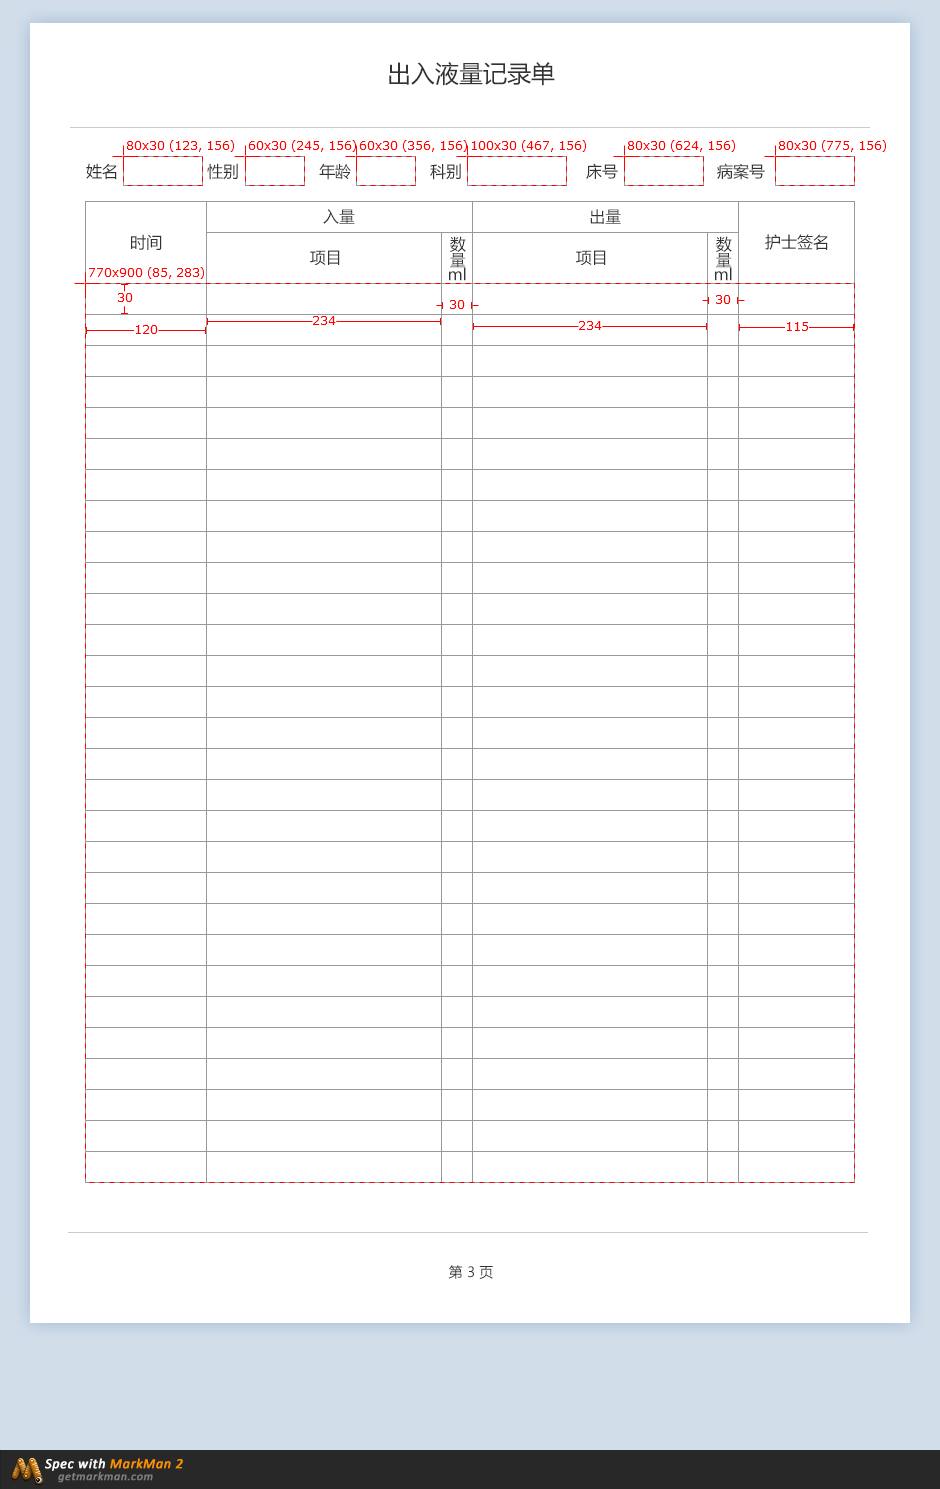 出入液量记录单
80x30 (123, 156) 60x30 (245, 156) 60x30 (356, 156) 100x30 (467, 156) 80x30 (624, 156) 80x30 (775, 156)
姓名 性别 年龄 科别 床号 病案号
入量 出量
时间 项目 数量ml 项目 数量ml 护士签名
770x900 (85, 283)
30 30 30
120 234 234 115
第 3 页
Spec with MarkMan 2
getmarkman.com